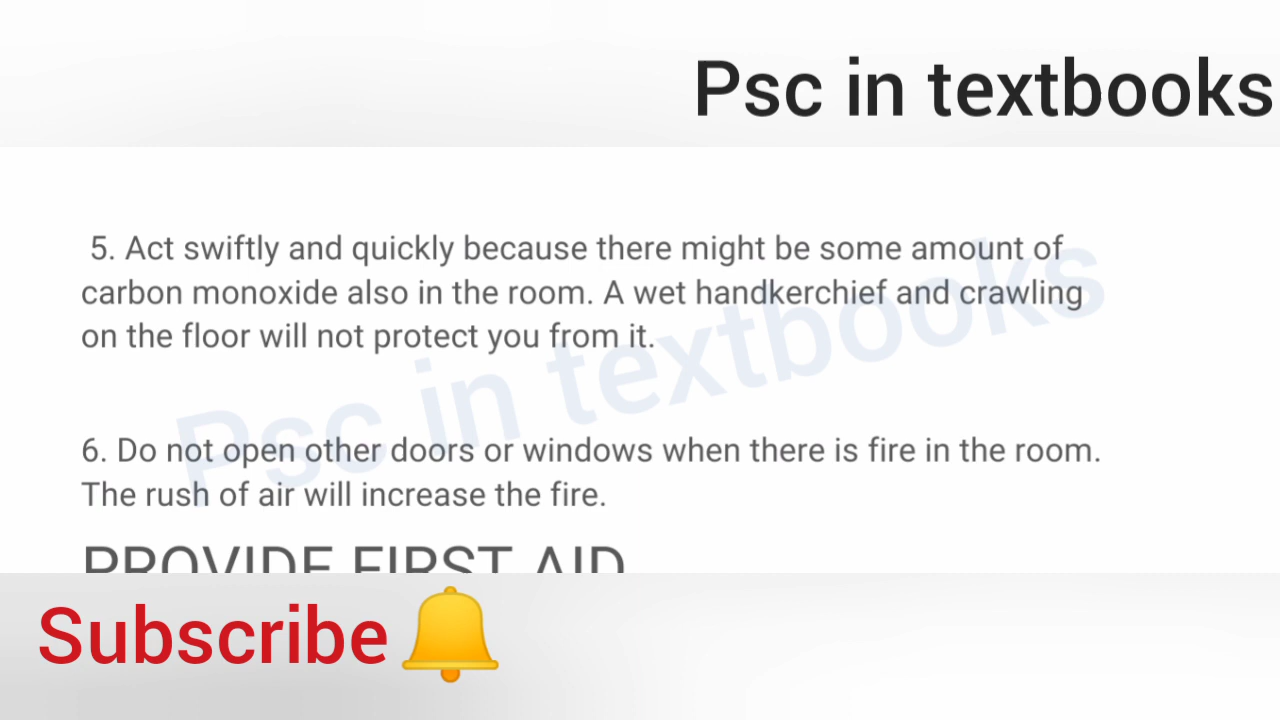 Psc in textbooks
5. Act swiftly and quickly because there might be some amount of
carbon monoxide also in the room. A wet handkerchief and crawling
on the floor will not protect you from it.
Psc in textbooks
6. Do not open other doors or windows when there is fire in the room.
The rush of air will increase the fire.
PROVIDE FIRST AID
Subscribe